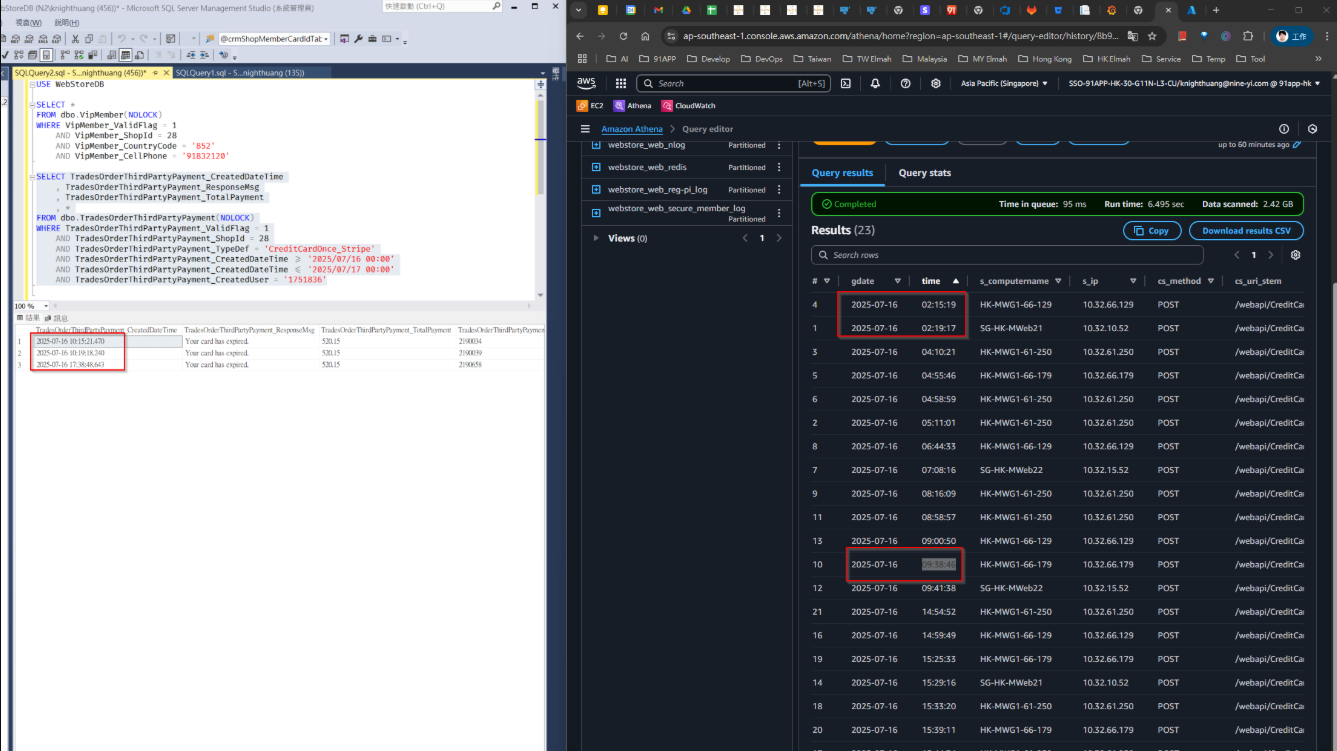 bStoreDB (N2\knighthuang (456))* - Microsoft SQL Server Management Studio (系統管理員)
快速啟動 (Ctrl+Q)
視窗(W) 說明(H)
@crmShopMemberCardIdTab
SQLQuery2.sql - S...nighthuang (456))*
SQLQuery1.sql - S...nighthuang (135))
USE WebStoreDB
SELECT *
FROM dbo.VipMember(NOLOCK)
WHERE VipMember_ValidFlag = 1
AND VipMember_ShopId = 28
AND VipMember_CountryCode = '852'
AND VipMember_CellPhone = '91832120'
SELECT TradesOrderThirdPartyPayment_CreatedDateTime
, TradesOrderThirdPartyPayment_ResponseMsg
, TradesOrderThirdPartyPayment_TotalPayment
, *
FROM dbo.TradesOrderThirdPartyPayment(NOLOCK)
WHERE TradesOrderThirdPartyPayment_ValidFlag = 1
AND TradesOrderThirdPartyPayment_ShopId = 28
AND TradesOrderThirdPartyPayment_TypeDef = 'CreditCardOnce_Stripe'
AND TradesOrderThirdPartyPayment_CreatedDateTime >= '2025/07/16 00:00'
AND TradesOrderThirdPartyPayment_CreatedDateTime <= '2025/07/17 00:00'
AND TradesOrderThirdPartyPayment_CreatedUser = '1751836'
100 %
結果 訊息
TradesOrderThirdPartyPayment_CreatedDateTime TradesOrderThirdPartyPayment_ResponseMsg TradesOrderThirdPartyPayment_TotalPayment TradesOrderThirdPartyPaymen
1 2025-07-16 10:15:21.470 Your card has expired. 520.15 2190034
2 2025-07-16 10:19:18.240 Your card has expired. 520.15 2190039
3 2025-07-16 17:38:48.643 Your card has expired. 520.15 2190658
ap-southeast-1.console.aws.amazon.com/athena/home?region=ap-southeast-1#/query-editor/history/8b9...
工作
AI 91APP Develop DevOps Taiwan TW Elmah Malaysia MY Elmah Hong Kong HK Elmah Service Temp Tool
aws
Search [Alt+S]
Asia Pacific (Singapore)
SSO-91APP-HK-30-G11N-L3-CU/knighthuang@nine-yi.com @ 91app-hk
EC2 Athena CloudWatch
Amazon Athena > Query editor
webstore_web_nlog Partitioned
webstore_web_redis Partitioned
webstore_web_reg-pi_log Partitioned
webstore_web_secure_member_log
Partitioned
Views (0)
1
up to 60 minutes ago
Query results Query stats
Completed Time in queue: 95 ms Run time: 6.495 sec Data scanned: 2.42 GB
Results (23)
Copy Download results CSV
Search rows
1
# gdate time s_computername s_ip cs_method cs_uri_stem
4 2025-07-16 02:15:19 HK-MWG1-66-129 10.32.66.129 POST /webapi/CreditCar
1 2025-07-16 02:19:17 SG-HK-MWeb21 10.32.10.52 POST /webapi/CreditCar
3 2025-07-16 04:10:21 HK-MWG1-61-250 10.32.61.250 POST /webapi/CreditCar
5 2025-07-16 04:55:46 HK-MWG1-66-179 10.32.66.179 POST /webapi/CreditCar
6 2025-07-16 04:58:59 HK-MWG1-61-250 10.32.61.250 POST /webapi/CreditCar
2 2025-07-16 05:11:01 HK-MWG1-61-250 10.32.61.250 POST /webapi/CreditCar
8 2025-07-16 06:44:33 HK-MWG1-66-129 10.32.66.129 POST /webapi/CreditCar
7 2025-07-16 07:08:16 SG-HK-MWeb22 10.32.15.52 POST /webapi/CreditCar
9 2025-07-16 08:16:09 HK-MWG1-61-250 10.32.61.250 POST /webapi/CreditCar
11 2025-07-16 08:58:57 HK-MWG1-61-250 10.32.61.250 POST /webapi/CreditCar
13 2025-07-16 09:00:50 HK-MWG1-66-129 10.32.66.129 POST /webapi/CreditCar
10 2025-07-16 09:38:46 HK-MWG1-66-179 10.32.66.179 POST /webapi/CreditCar
12 2025-07-16 09:41:38 SG-HK-MWeb22 10.32.15.52 POST /webapi/CreditCar
21 2025-07-16 14:54:52 HK-MWG1-61-250 10.32.61.250 POST /webapi/CreditCar
16 2025-07-16 14:59:49 HK-MWG1-66-129 10.32.66.129 POST /webapi/CreditCar
19 2025-07-16 15:25:33 HK-MWG1-66-179 10.32.66.179 POST /webapi/CreditCar
14 2025-07-16 15:29:16 SG-HK-MWeb21 10.32.10.52 POST /webapi/CreditCar
18 2025-07-16 15:33:20 HK-MWG1-61-250 10.32.61.250 POST /webapi/CreditCar
20 2025-07-16 15:39:11 HK-MWG1-66-179 10.32.66.179 POST /webapi/CreditCar